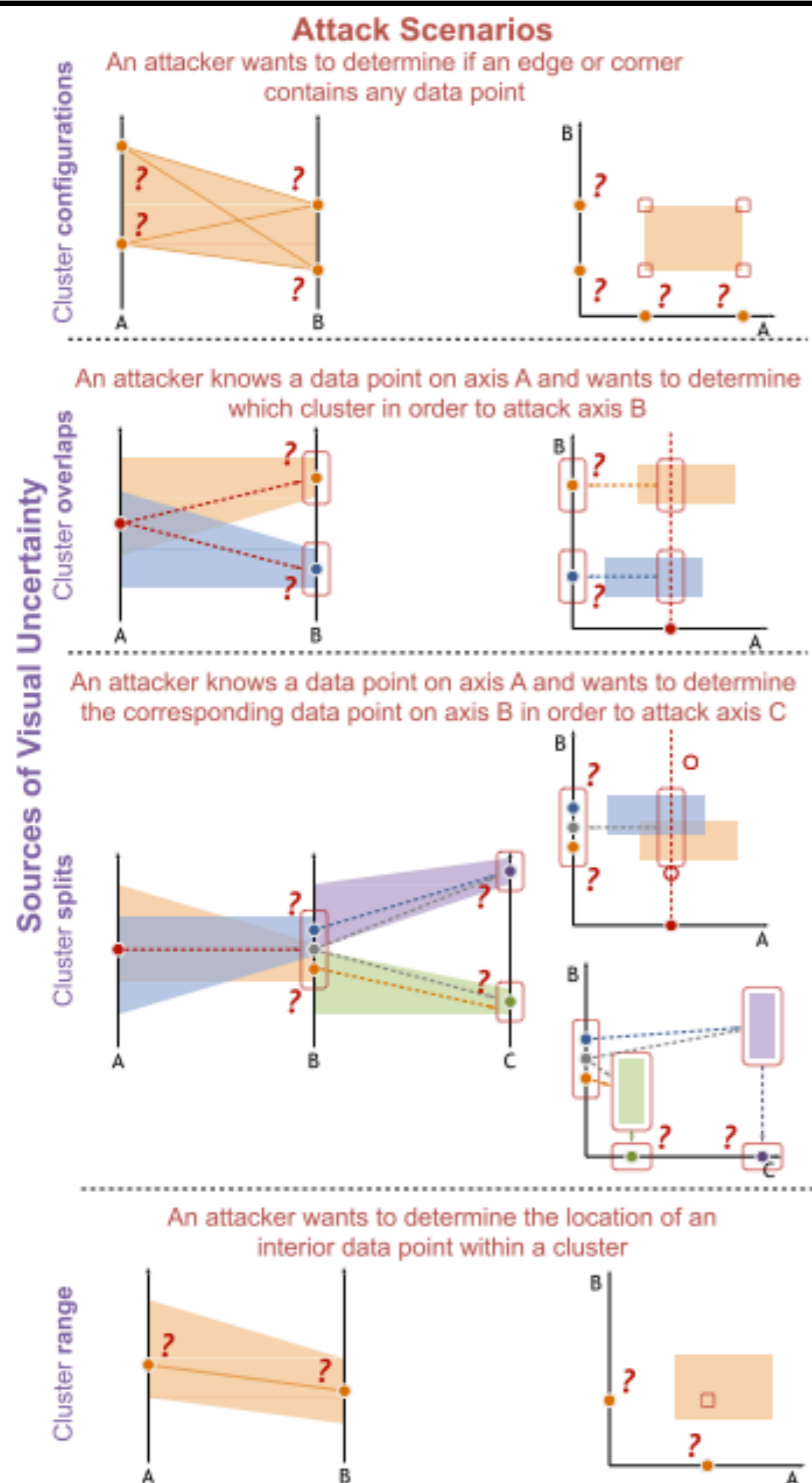 Attack Scenarios
An attacker wants to determine if an edge or corner
contains any data point
Sources of Visual Uncertainty
Cluster configurations
?
?
?
?
A
B
B
?
?
?
?
A
An attacker knows a data point on axis A and wants to determine
which cluster in order to attack axis B
Cluster overlaps
?
?
A
B
B
?
?
A
An attacker knows a data point on axis A and wants to determine
the corresponding data point on axis B in order to attack axis C
Cluster splits
?
?
?
?
A
B
C
B
?
?
A
B
?
?
C
An attacker wants to determine the location of an
interior data point within a cluster
Cluster range
?
?
A
B
B
?
?
A